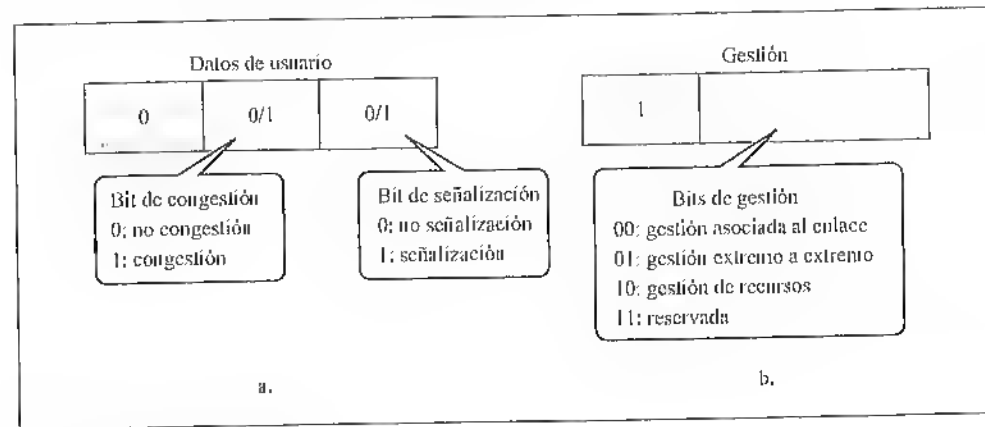 Datos de usuario
0
0/1
0/1
Bit de congestión
0: no congestión
1: congestión
Bit de señalización
0: no señalización
1: señalización
a.
Gestión
1
Bits de gestión
00: gestión asociada al enlace
01: gestión extremo a extremo
10: gestión de recursos
11: reservada
b.